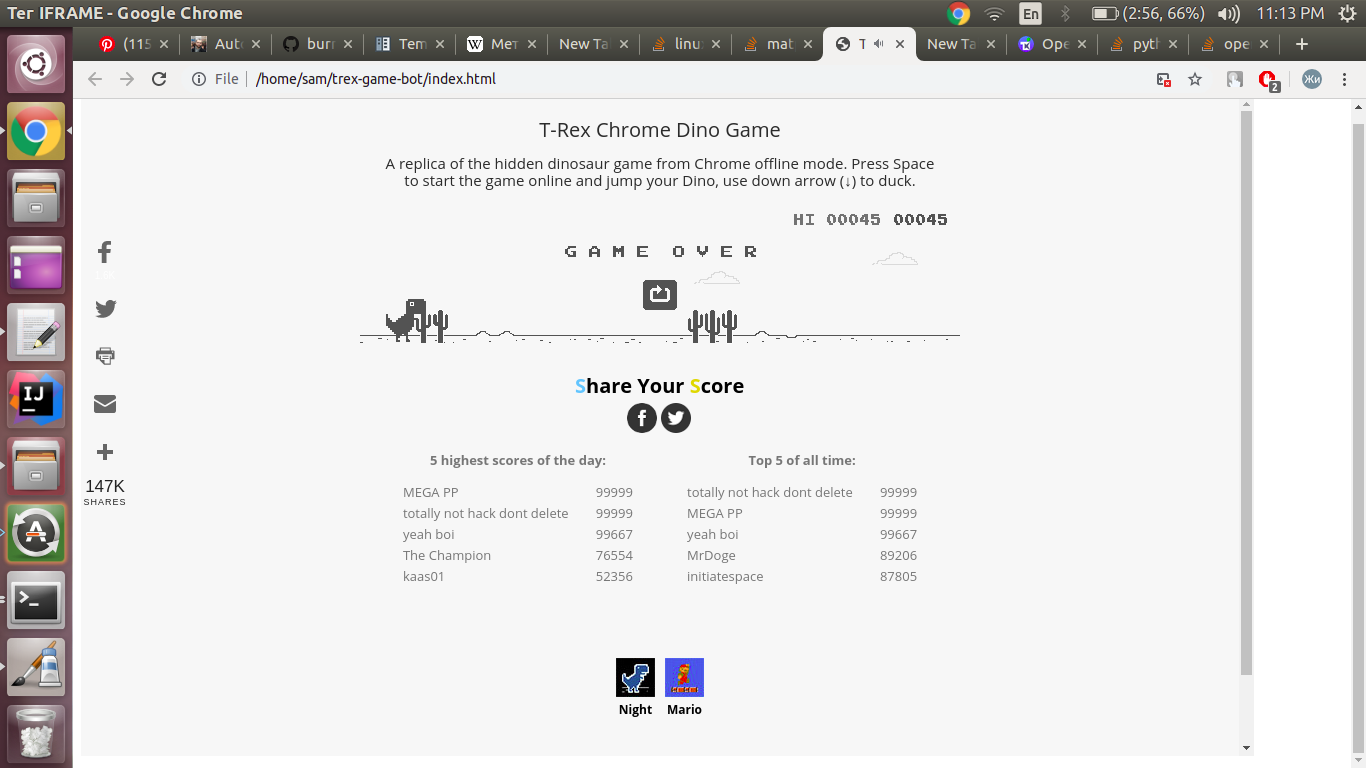 Ter IFRAME - Google Chrome
En
(2:56, 66%)
11:13 PM
(115
Auto
burn
Tem
Мет
New Ta
linu
mat
T
New Ta
Ope
pyth
ope
File
/home/sam/trex-game-bot/index.html
2
Жи
T-Rex Chrome Dino Game
A replica of the hidden dinosaur game from Chrome offline mode. Press Space
to start the game online and jump your Dino, use down arrow (↓) to duck.
HI 00045 00045
GAME OVER
Share Your Score
5 highest scores of the day:
MEGA PP 99999
totally not hack dont delete 99999
yeah boi 99667
The Champion 76554
kaas01 52356
Top 5 of all time:
totally not hack dont delete 99999
MEGA PP 99999
yeah boi 99667
MrDoge 89206
initiatespace 87805
147K
SHARES
IJ
Night
Mario